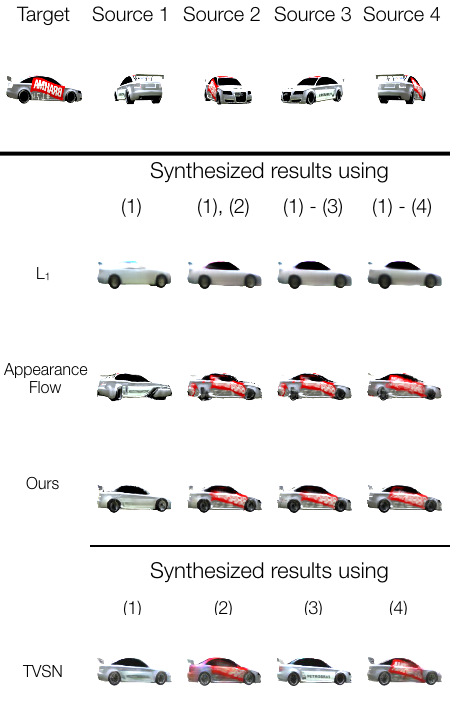 Target Source 1 Source 2 Source 3 Source 4
Synthesized results using
(1) (1), (2) (1) - (3) (1) - (4)
L₁
Appearance
Flow
Ours
Synthesized results using
(1) (2) (3) (4)
TVSN